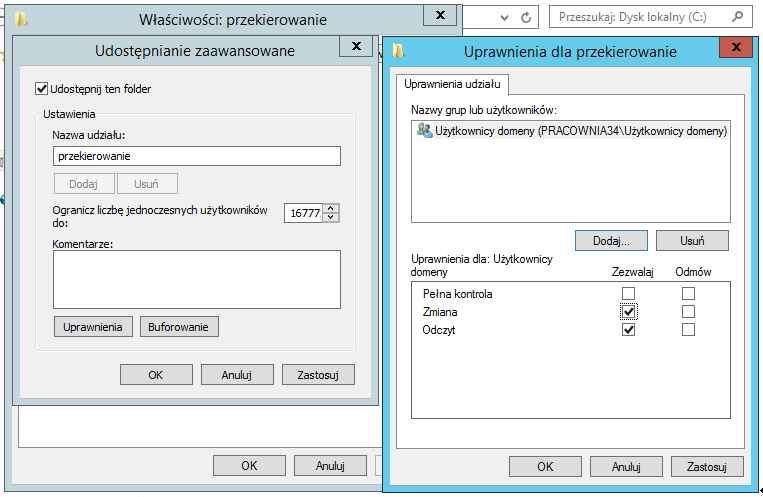 Właściwości: przekierowanie
Przeszukaj: Dysk lokalny (C:)
Udostępnianie zaawansowane
Udostępnij ten folder
Ustawienia
Nazwa udziału:
przekierowanie
Dodaj
Usuń
Ogranicz liczbę jednoczesnych użytkowników
do:
1677
Komentarze:
Uprawnienia
Buforowanie
OK
Anuluj
Zastosuj
OK
Anuluj
Uprawnienia dla przekierowanie
Uprawnienia udziału
Nazwy grup lub użytkowników:
Użytkownicy domeny (PRACOWNIA34\Użytkownicy domeny)
Dodaj...
Usuń
Uprawnienia dla: Użytkownicy
domeny
Zezwalaj
Odmów
Pełna kontrola
Zmiana
Odczyt
OK
Anuluj
Zastosuj